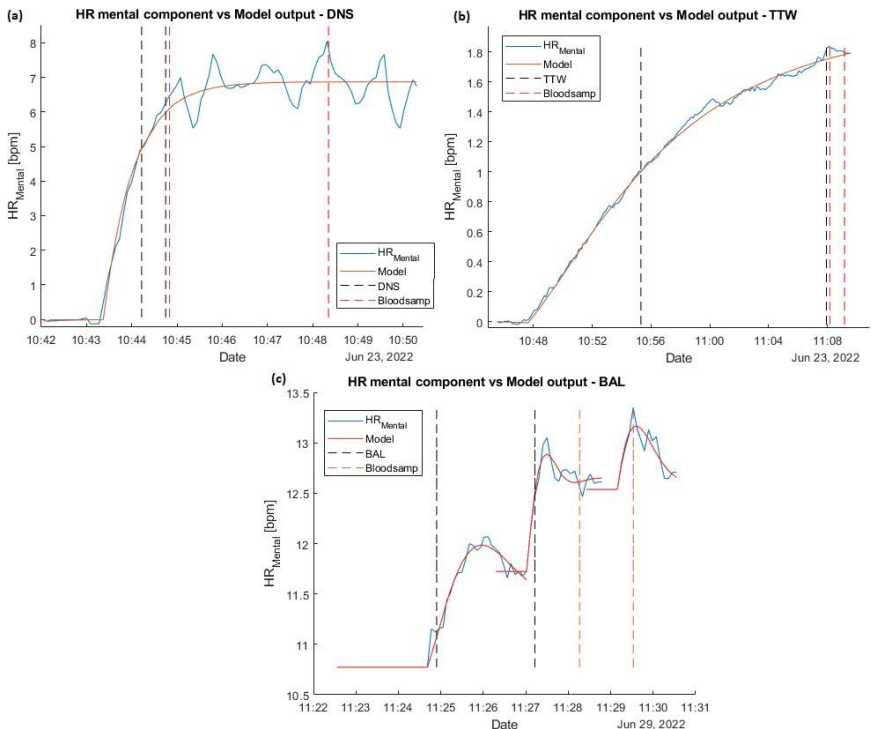 (a)
HR mental component vs Model output - DNS
8
7
6
5
4
3
2
1
0
HR_Mental [bpm]
HR_Mental
Model
DNS
Bloodsamp
10:42 10:43 10:44 10:45 10:46 10:47 10:48 10:49 10:50
Date
Jun 23, 2022
(b)
HR mental component vs Model output - TTW
1.8
1.6
1.4
1.2
1
0.8
0.6
0.4
0.2
0
HR_Mental [bpm]
HR_Mental
Model
TTW
Bloodsamp
10:48 10:52 10:56 11:00 11:04 11:08
Date
Jun 23, 2022
(c)
HR mental component vs Model output - BAL
13.5
13
12.5
12
11.5
11
10.5
HR_Mental [bpm]
HR_Mental
Model
BAL
Bloodsamp
11:22 11:23 11:24 11:25 11:26 11:27 11:28 11:29 11:30 11:31
Date
Jun 29, 2022